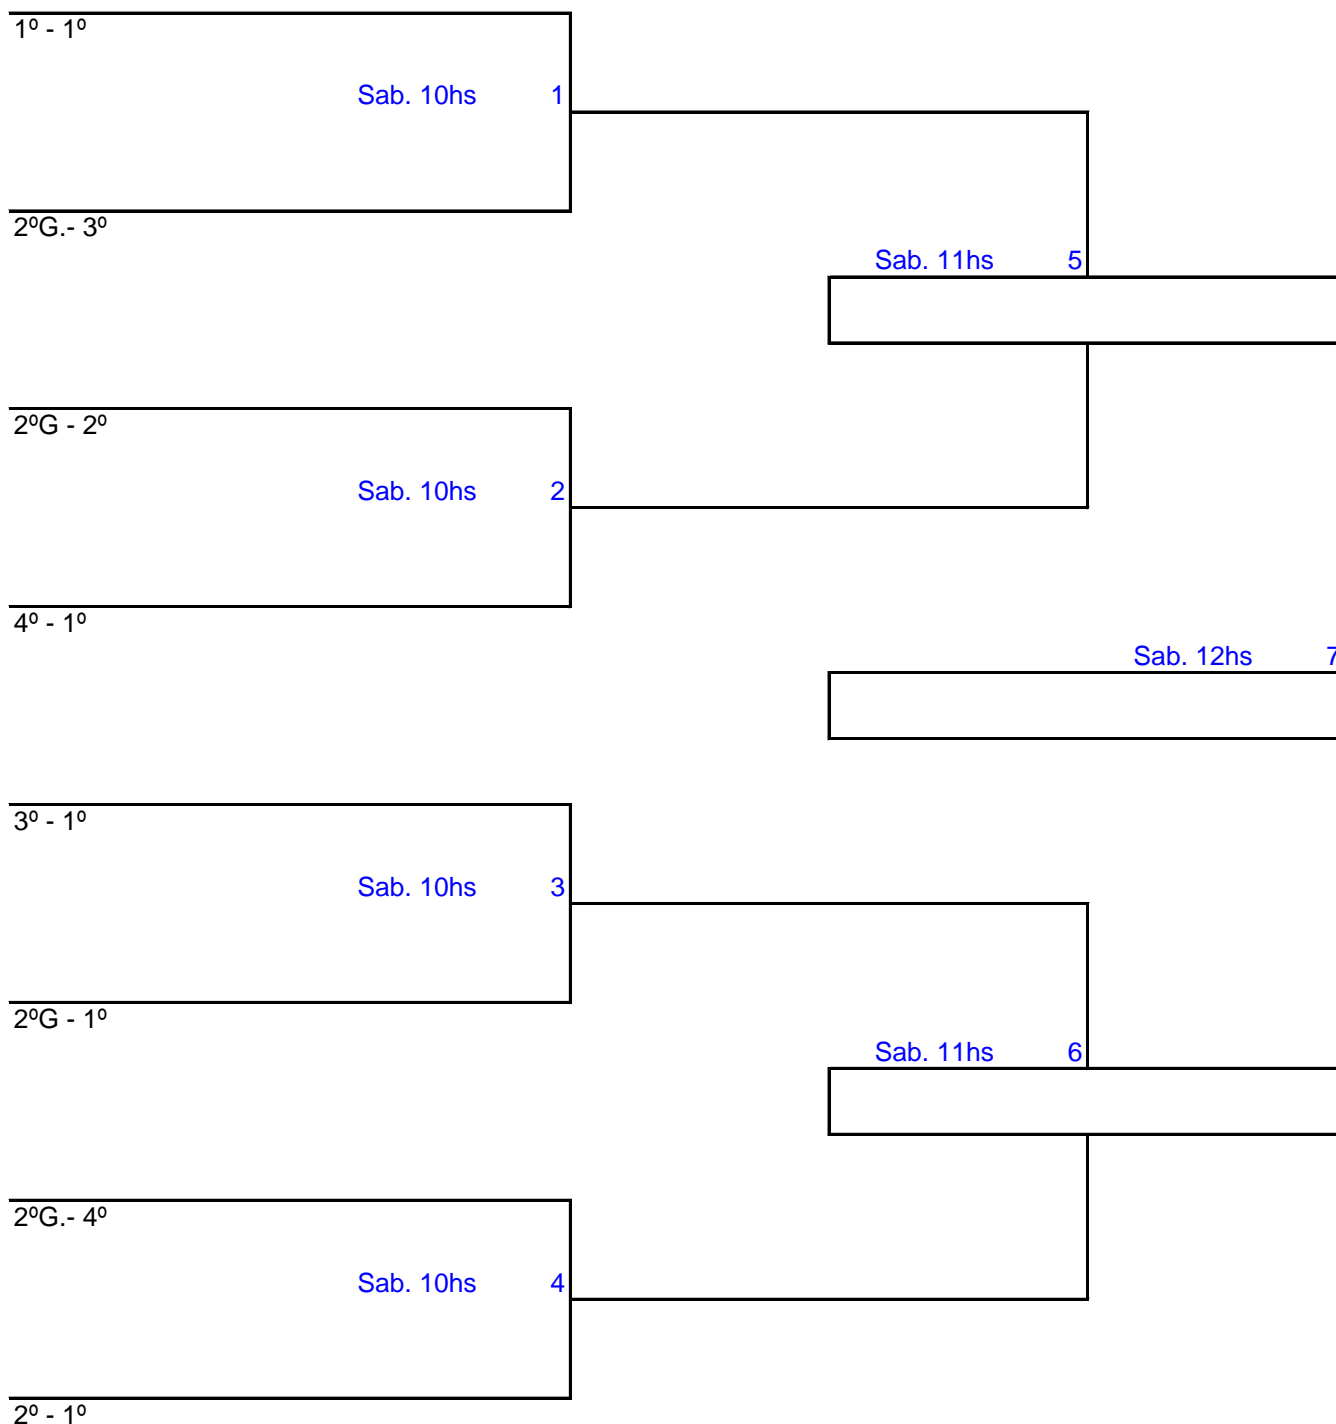 1º - 1º
Sab. 10hs 1
2ºG.- 3º
Sab. 11hs 5
2ºG - 2º
Sab. 10hs 2
4º - 1º
Sab. 12hs 7
3º - 1º
Sab. 10hs 3
2ºG - 1º
Sab. 11hs 6
2ºG.- 4º
Sab. 10hs 4
2º - 1º